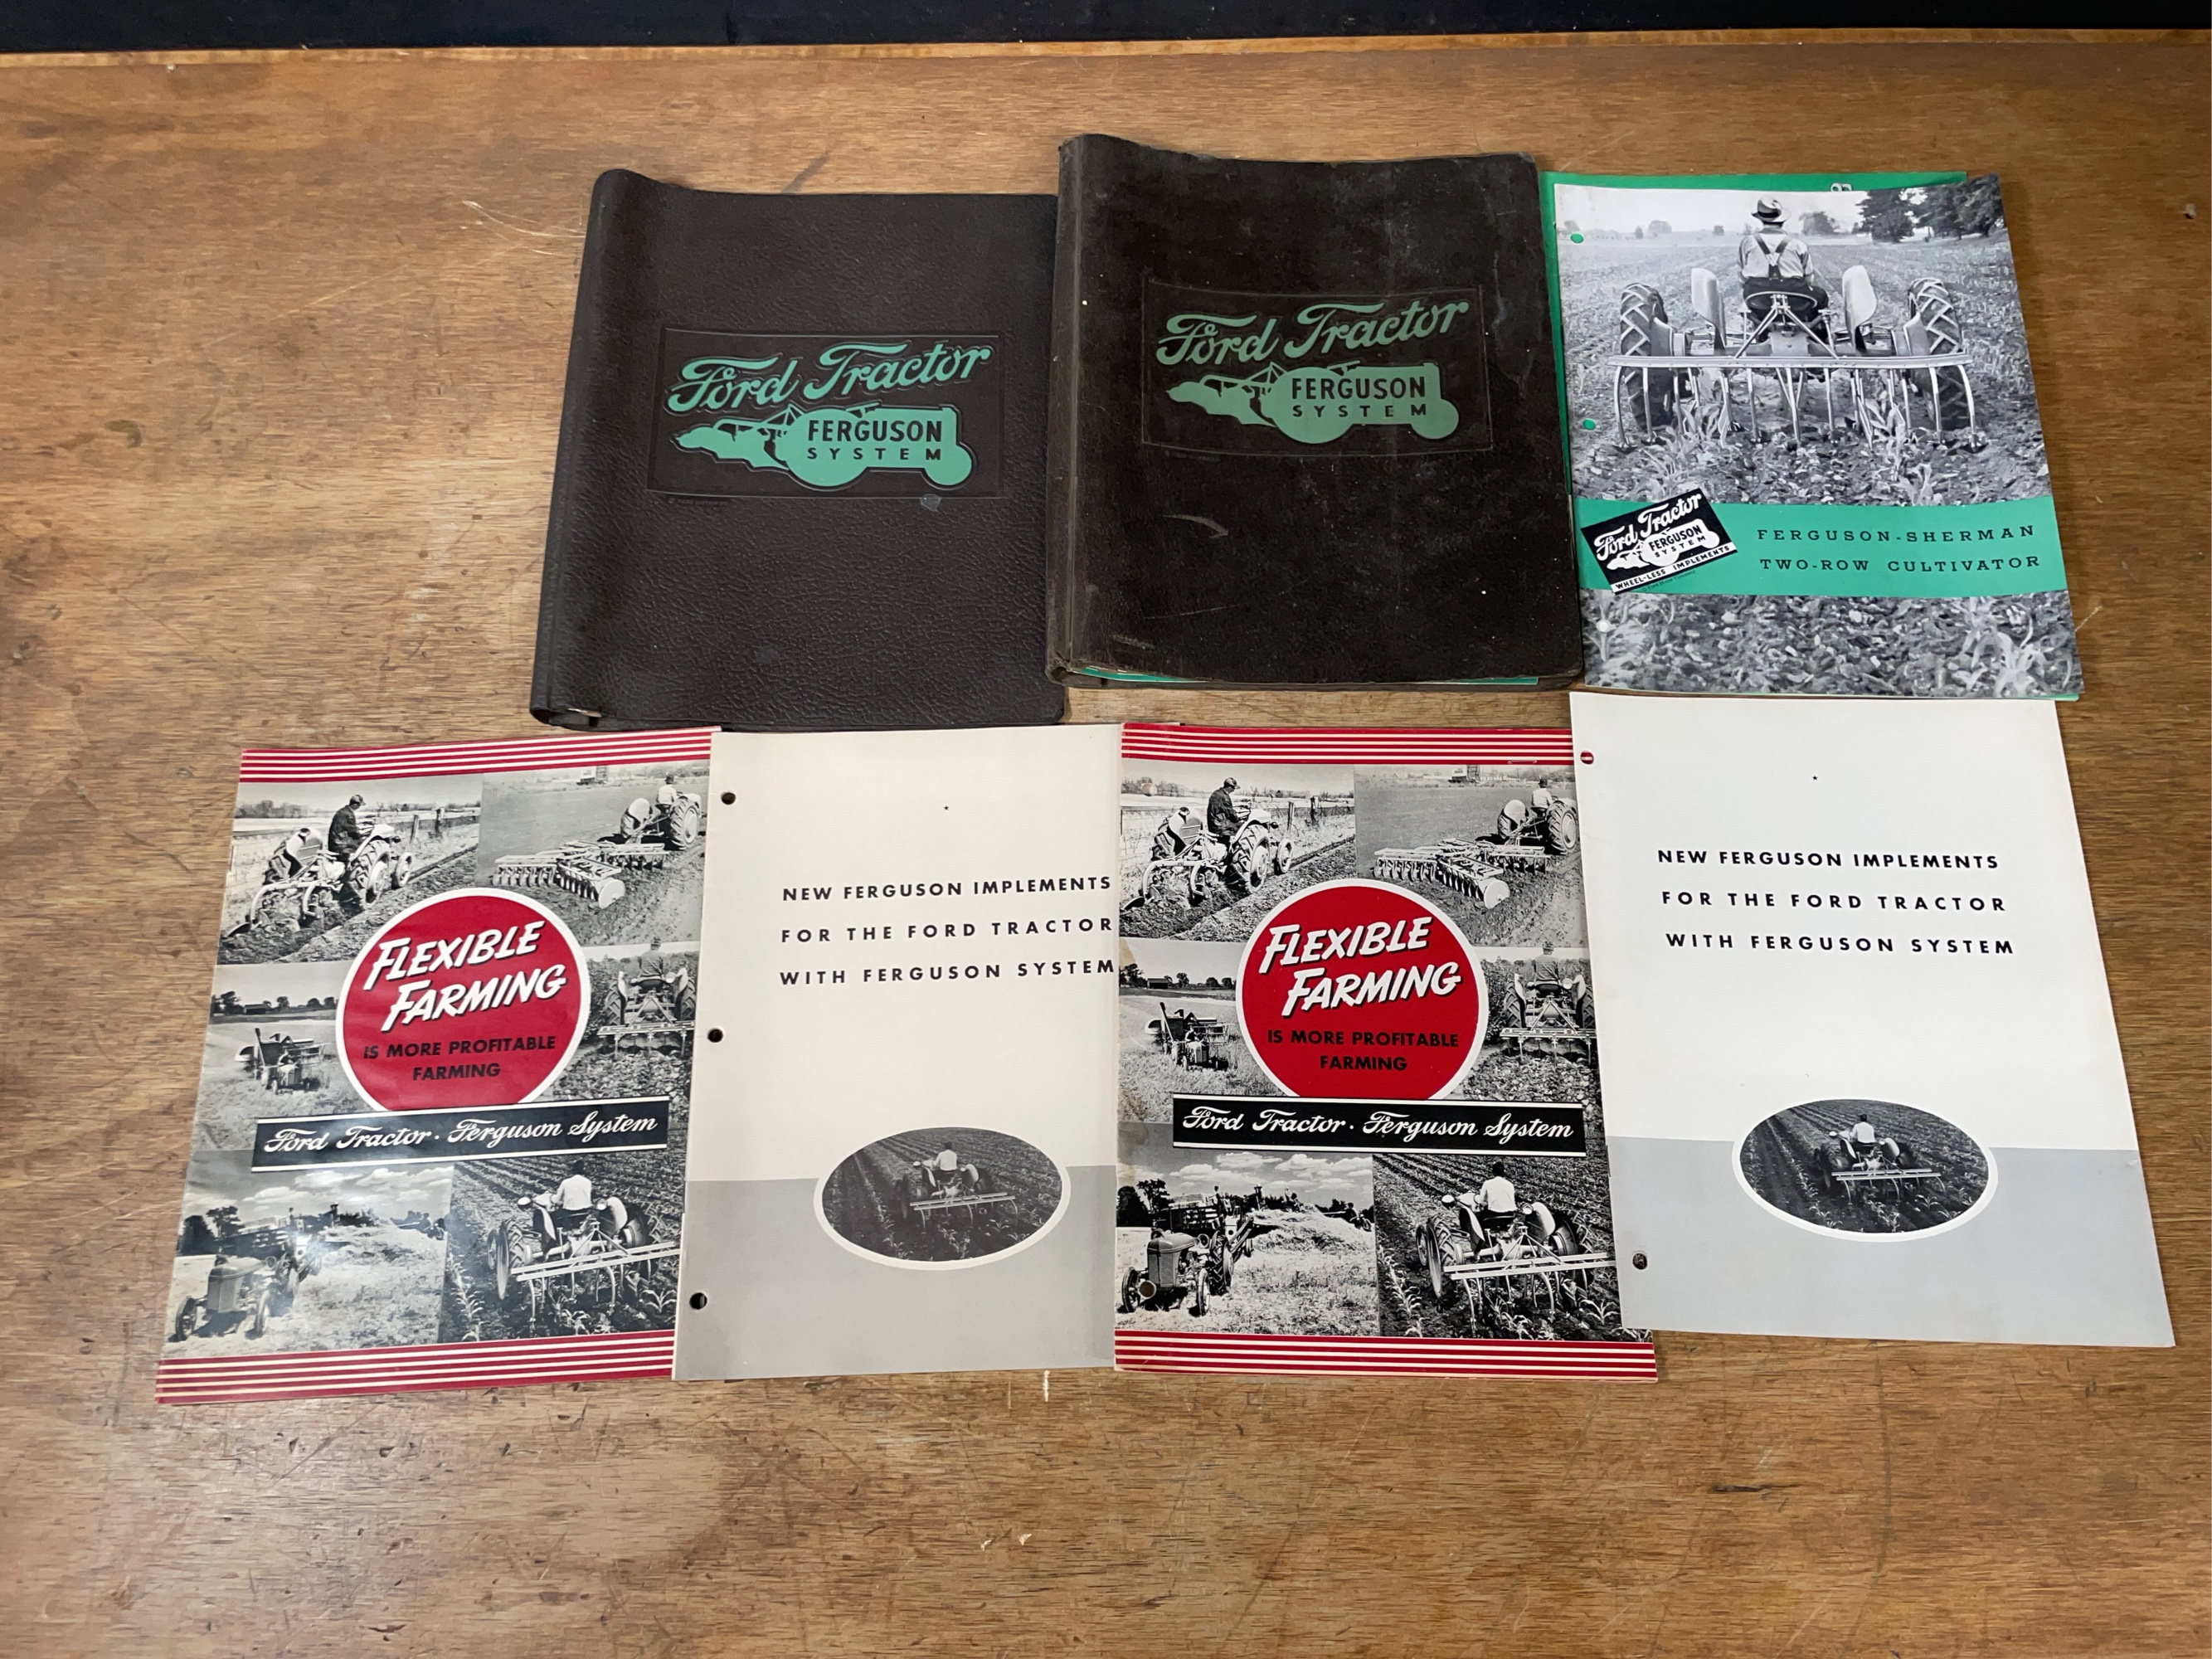 Ford Tractor
FERGUSON
SYSTEM
Ford Tractor
FERGUSON
SYSTEM
Ford Tractor
FERGUSON
SYSTEM
WHEEL-LESS IMPLEMENTS
FERGUSON-SHERMAN
TWO-ROW CULTIVATOR
FLEXIBLE
FARMING
IS MORE PROFITABLE
FARMING
Ford Tractor · Ferguson System
NEW FERGUSON IMPLEMENTS
FOR THE FORD TRACTOR
WITH FERGUSON SYSTEM
FLEXIBLE
FARMING
IS MORE PROFITABLE
FARMING
Ford Tractor · Ferguson System
NEW FERGUSON IMPLEMENTS
FOR THE FORD TRACTOR
WITH FERGUSON SYSTEM